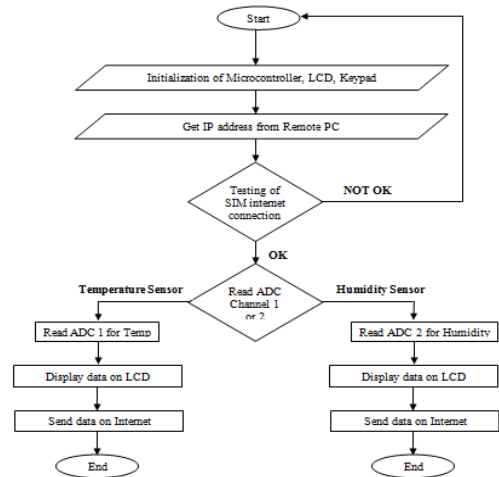 Start
Initialization of Microcontroller, LCD, Keypad
Get IP address from Remote PC
Testing of
SIM internet
connection
NOT OK
OK
Temperature Sensor
Read ADC
Channel 1
or 2
Humidity Sensor
Read ADC 1 for Temp
Read ADC 2 for Humidity
Display data on LCD
Display data on LCD
Send data on Internet
Send data on Internet
End
End